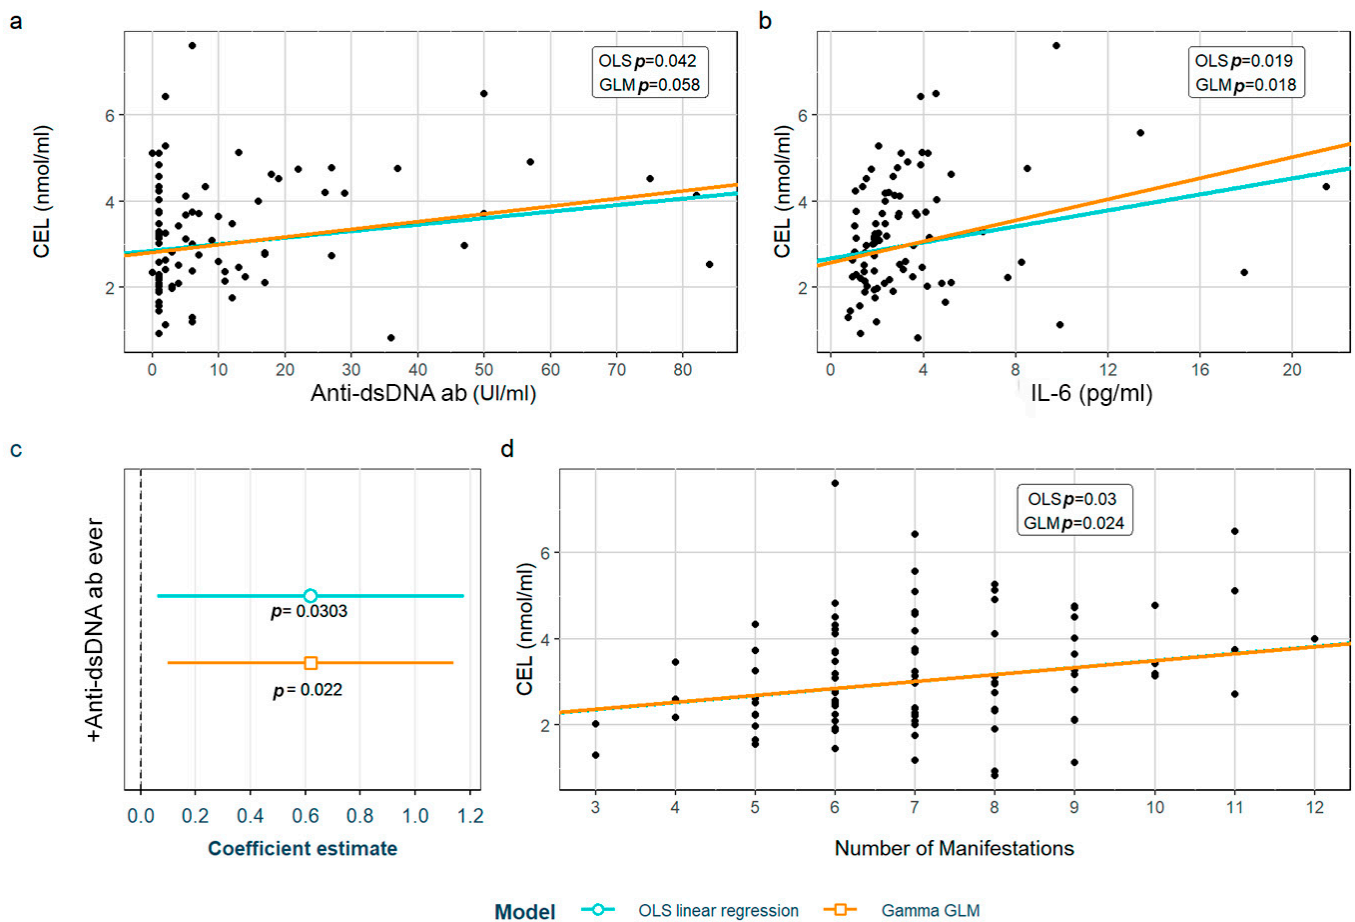 a
OLS p=0.042
GLM p=0.058
6
4
2
CEL (nmol/ml)
0 10 20 30 40 50 60 70 80
Anti-dsDNA ab (UI/ml)
b
OLS p=0.019
GLM p=0.018
6
4
2
CEL (nmol/ml)
0 4 8 12 16 20
IL-6 (pg/ml)
c
+Anti-dsDNA ab ever
p= 0.0303
p= 0.022
0.0 0.2 0.4 0.6 0.8 1.0 1.2
Coefficient estimate
d
OLS p=0.03
GLM p=0.024
6
4
2
CEL (nmol/ml)
3 4 5 6 7 8 9 10 11 12
Number of Manifestations
Model OLS linear regression Gamma GLM